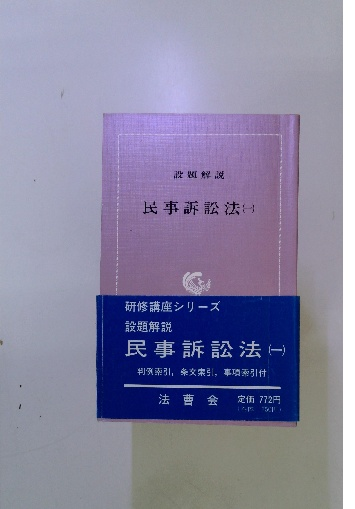 設題解説
民事訴訟法㈠
研修講座シリーズ
設題解説
民事訴訟法㈠
判例索引、条文索引、事項索引付
法曹会
定価 772円